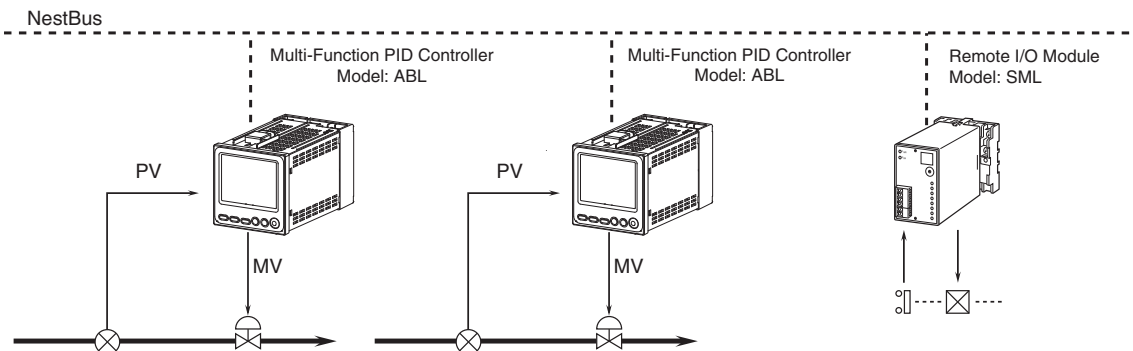 NestBus
Multi-Function PID Controller
Model: ABL
Multi-Function PID Controller
Model: ABL
Remote I/O Module
Model: SML
PV
PV
MV
MV